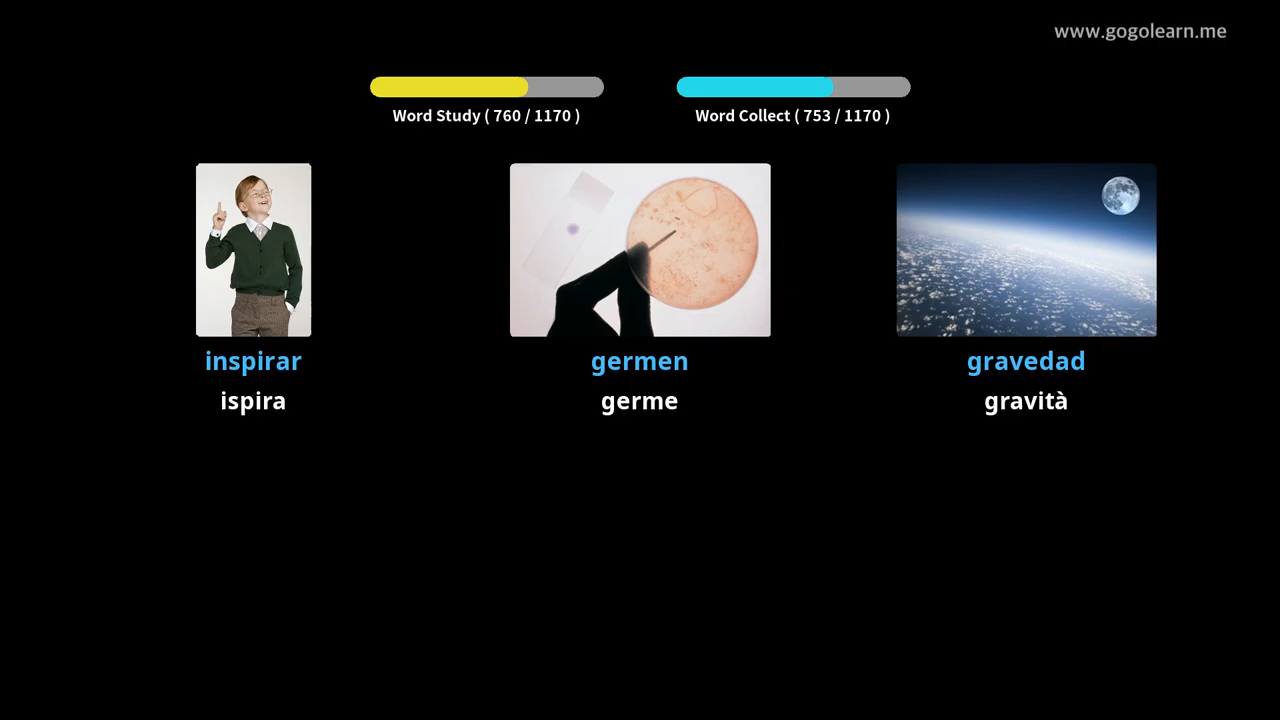 www.gogolearn.me
Word Study ( 760 / 1170 )
Word Collect ( 753 / 1170 )
inspirar
germen
gravedad
ispira
germe
gravità